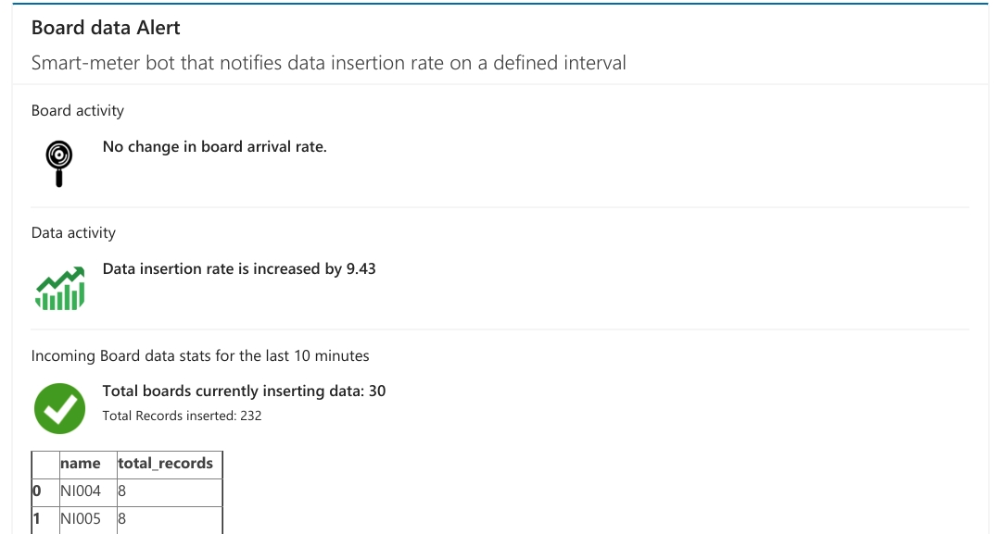 Board data Alert
Smart-meter bot that notifies data insertion rate on a defined interval
Board activity
No change in board arrival rate.
Data activity
Data insertion rate is increased by 9.43
Incoming Board data stats for the last 10 minutes
Total boards currently inserting data: 30
Total Records inserted: 232
name total_records
0 NI004 8
1 NI005 8